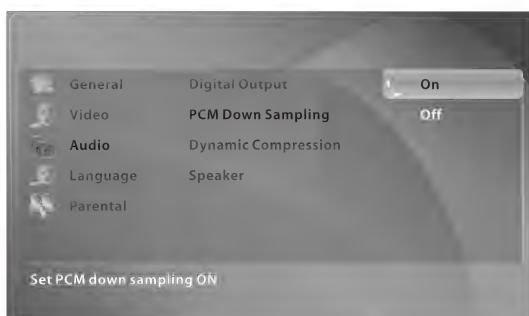 General
Video
Audio
Language
Parental
Digital Output
PCM Down Sampling
Dynamic Compression
Speaker
On
Off
Set PCM down sampling ON